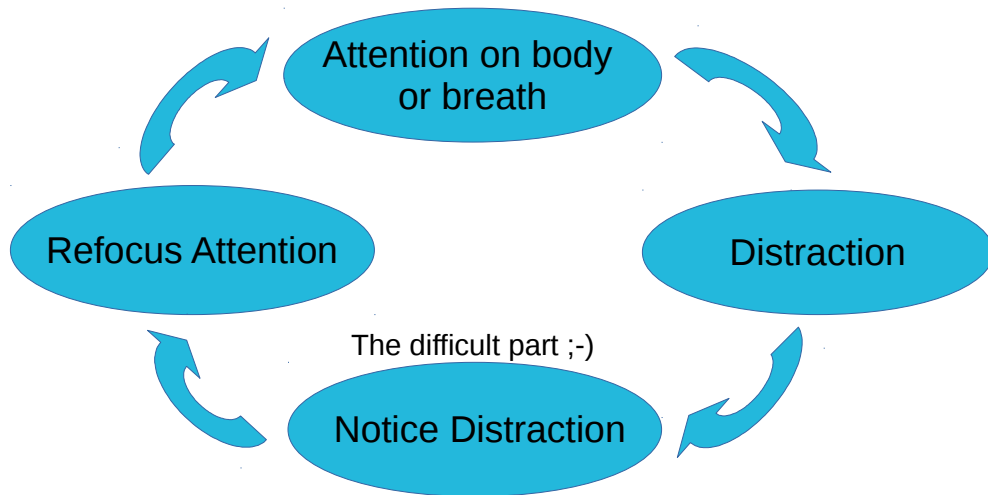 Attention on body
or breath
Refocus Attention
Distraction
The difficult part ;-)
Notice Distraction